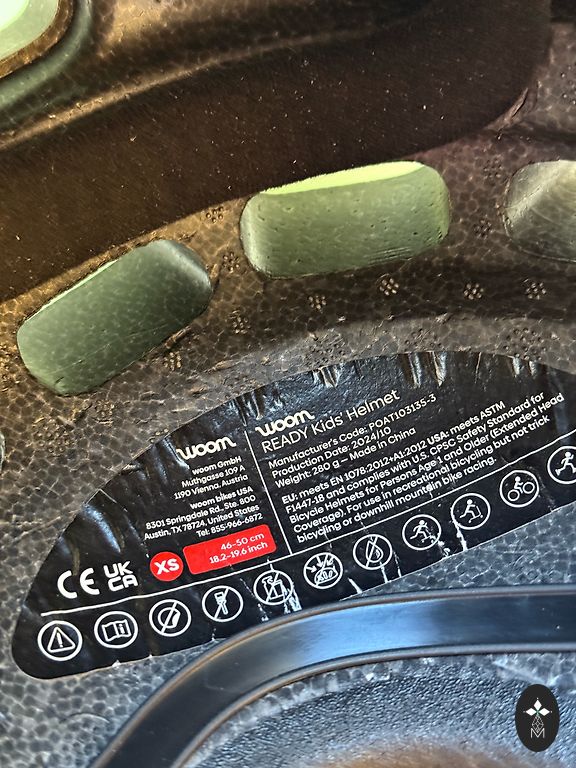 woom
woom GmbH
Muthgasse 109 A
1190 Vienna, Austria
woom bikes USA
8301 Springdale Rd., Ste. 800
Austin, TX 78724, United States
Tel: 855-966-6872
CE UK
CA
XS
46-50 cm
18.2-19.6 inch
woom
READY Kids' Helmet
Manufacturer's Code: POAT103135-3
Production Date: 2024/10
Weight: 280 g – Made in China
EU: meets EN 1078:2012+A1:2012 USA: meets ASTM
F1447-18 and complies with U.S. CPSC Safety Standard for
Bicycle Helmets for Persons Age 1 and Older (Extended Head
Coverage). For use in recreational bicycling but not trick
bicycling or downhill mountain bike racing.
M